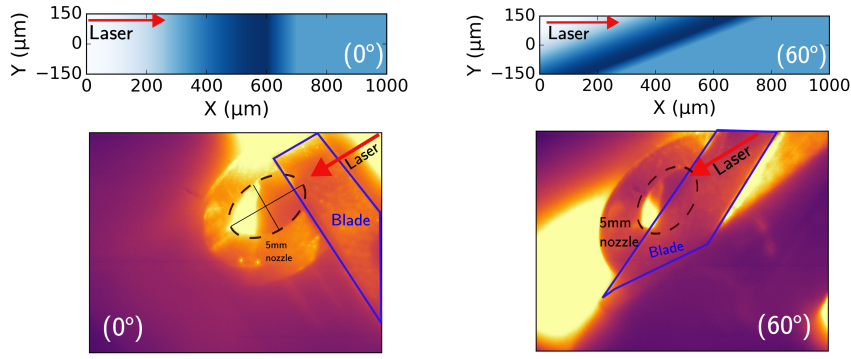 150
0
−150
Y (μm)
Laser
(0°)
0 200 400 600 800 1000
X (μm)
150
0
−150
Y (μm)
Laser
(60°)
0 200 400 600 800 1000
X (μm)
Laser
Blade
5mm
nozzle
(0°)
Laser
5mm
nozzle
Blade
(60°)